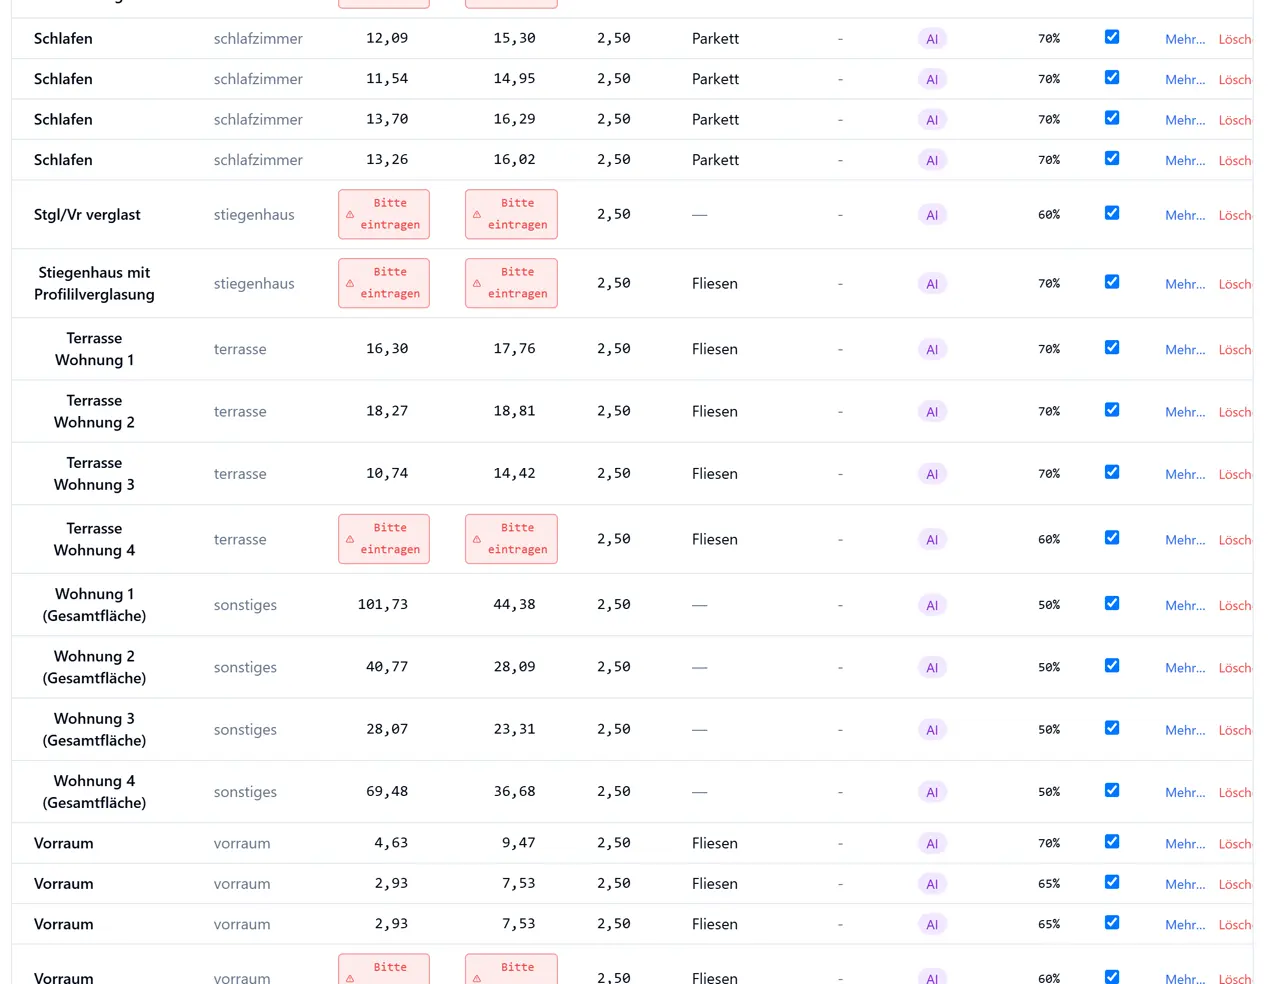 Schlafen schlafzimmer 12,09 15,30 2,50 Parkett - AI 70% Mehr... Lösch
Schlafen schlafzimmer 11,54 14,95 2,50 Parkett - AI 70% Mehr... Lösch
Schlafen schlafzimmer 13,70 16,29 2,50 Parkett - AI 70% Mehr... Lösch
Schlafen schlafzimmer 13,26 16,02 2,50 Parkett - AI 70% Mehr... Lösch
Stgl/Vr verglast stiegenhaus ⚠ Bitte eintragen ⚠ Bitte eintragen 2,50 — - AI 60% Mehr... Lösch
Stiegenhaus mit
Profililverglasung stiegenhaus ⚠ Bitte eintragen ⚠ Bitte eintragen 2,50 Fliesen - AI 70% Mehr... Lösch
Terrasse
Wohnung 1 terrasse 16,30 17,76 2,50 Fliesen - AI 70% Mehr... Lösch
Terrasse
Wohnung 2 terrasse 18,27 18,81 2,50 Fliesen - AI 70% Mehr... Lösch
Terrasse
Wohnung 3 terrasse 10,74 14,42 2,50 Fliesen - AI 70% Mehr... Lösch
Terrasse
Wohnung 4 terrasse ⚠ Bitte eintragen ⚠ Bitte eintragen 2,50 Fliesen - AI 60% Mehr... Lösch
Wohnung 1
(Gesamtfläche) sonstiges 101,73 44,38 2,50 — - AI 50% Mehr... Lösch
Wohnung 2
(Gesamtfläche) sonstiges 40,77 28,09 2,50 — - AI 50% Mehr... Lösch
Wohnung 3
(Gesamtfläche) sonstiges 28,07 23,31 2,50 — - AI 50% Mehr... Lösch
Wohnung 4
(Gesamtfläche) sonstiges 69,48 36,68 2,50 — - AI 50% Mehr... Lösch
Vorraum vorraum 4,63 9,47 2,50 Fliesen - AI 70% Mehr... Lösch
Vorraum vorraum 2,93 7,53 2,50 Fliesen - AI 65% Mehr... Lösch
Vorraum vorraum 2,93 7,53 2,50 Fliesen - AI 65% Mehr... Lösch
Vorraum vorraum ⚠ Bitte ⚠ Bitte 2,50 Fliesen - AI 60% Mehr... Lösch